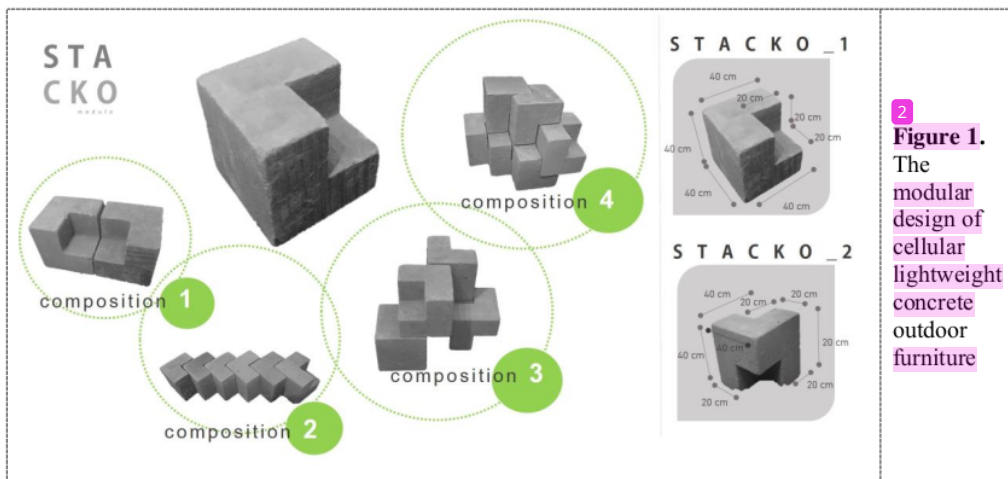 STA
CKO
module
composition 1
composition 2
composition 3
composition 4
STACKO_1
40 cm
20 cm
20 cm
20 cm
40 cm
40 cm
40 cm
STACKO_2
40 cm
20 cm
20 cm
40 cm
40 cm
20 cm
20 cm
20 cm
2
Figure 1.
The
modular
design of
cellular
lightweight
concrete
outdoor
furniture